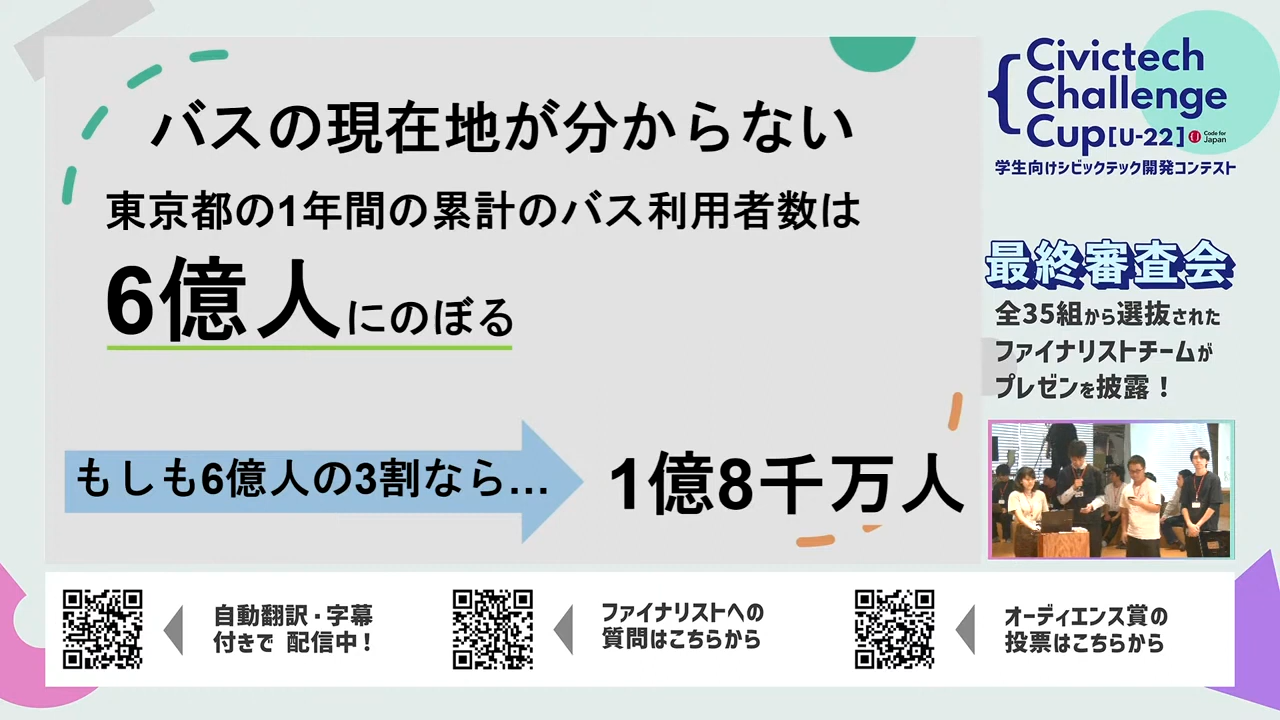 バスの現在地が分からない
東京都の1年間の累計のバス利用者数は
6億人にのぼる
もしも6億人の3割なら...
1億8千万人
Civictech
Challenge
Cup[U-22]
Code for
Japan
学生向けシビックテック開発コンテスト
最終審査会
全35組から選抜された
ファイナリストチームが
プレゼンを披露！
自動翻訳・字幕
付きで 配信中！
ファイナリストへの
質問はこちらから
オーディエンス賞の
投票はこちらから